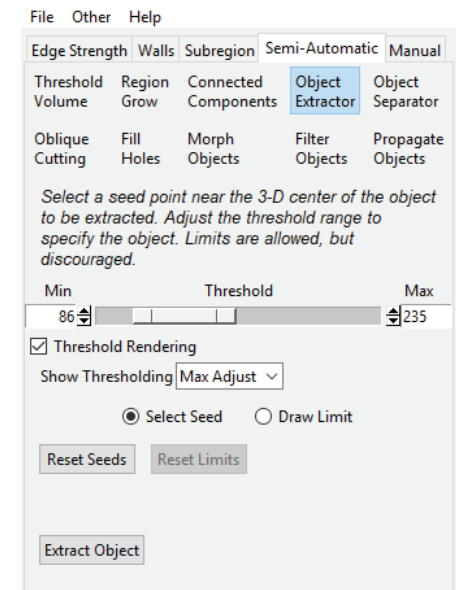 File Other Help
Edge Strength Walls Subregion Semi-Automatic Manual
Threshold Region Connected Object Object
Volume Grow Components Extractor Separator
Oblique Fill Morph Filter Propagate
Cutting Holes Objects Objects Objects
Select a seed point near the 3-D center of the object
to be extracted. Adjust the threshold range to
specify the object. Limits are allowed, but
discouraged.
Min Threshold Max
86 235
Threshold Rendering
Show Thresholding Max Adjust
Select Seed Draw Limit
Reset Seeds Reset Limits
Extract Object